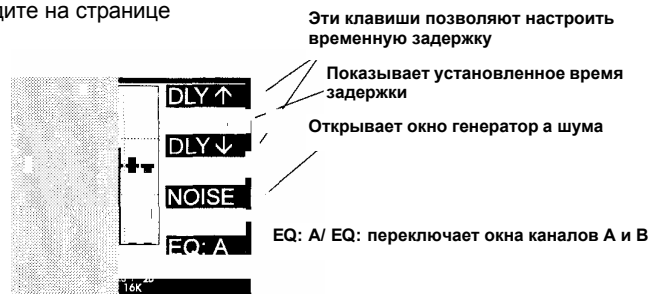 дите на странице
Эти клавиши позволяют настроить
временную задержку
Показывает установленное время
задержки
Открывает окно генератор а шума
EQ: A/ EQ: переключает окна каналов А и В
DLY ↑
DLY ↓
NOISE
EQ: A
16K